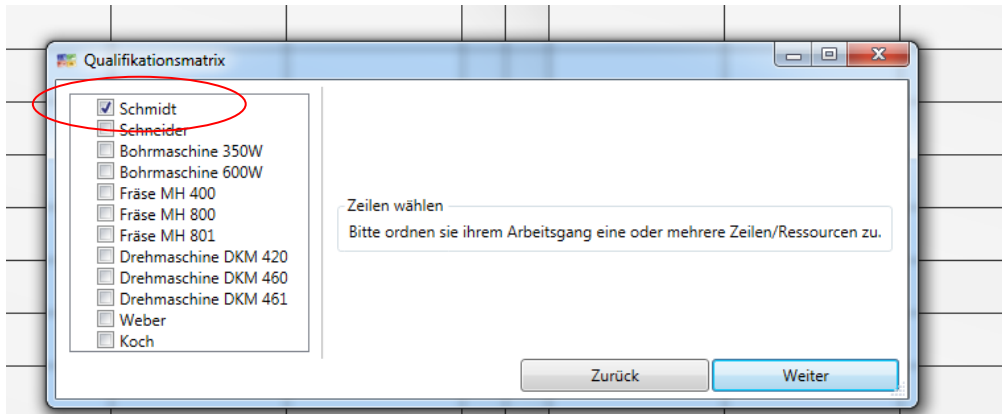 Qualifikationsmatrix
Schmidt
Schneider
Bohrmaschine 350W
Bohrmaschine 600W
Fräse MH 400
Fräse MH 800
Fräse MH 801
Drehmaschine DKM 420
Drehmaschine DKM 460
Drehmaschine DKM 461
Weber
Koch
Zeilen wählen
Bitte ordnen sie ihrem Arbeitsgang eine oder mehrere Zeilen/Ressourcen zu.
Zurück
Weiter